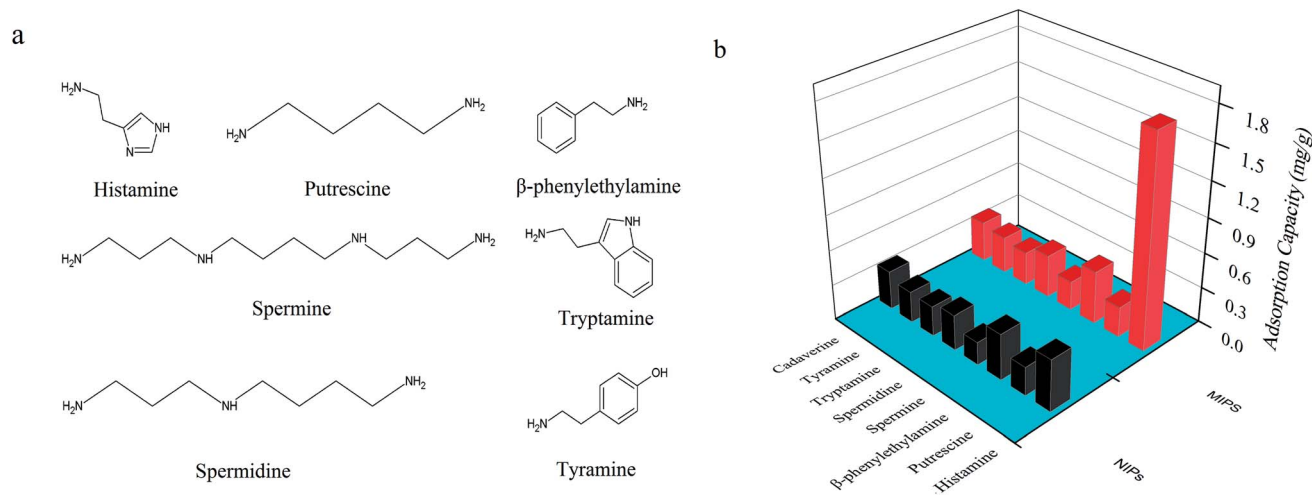 a
H₂N
NH
N
Histamine
H₂N
NH₂
Putrescine
NH₂
β-phenylethylamine
H₂N
NH
NH
NH₂
Spermine
H₂N
NH
Tryptamine
H₂N
NH
NH₂
Spermidine
H₂N
OH
Tyramine
b
1.8
1.5
1.2
0.9
0.6
0.3
0.0
Adsorption Capacity (mg/g)
Cadaverine
Tyramine
Tryptamine
Spermidine
Spermine
β-phenylethylamine
Putrescine
Histamine
NIPs
MIPS